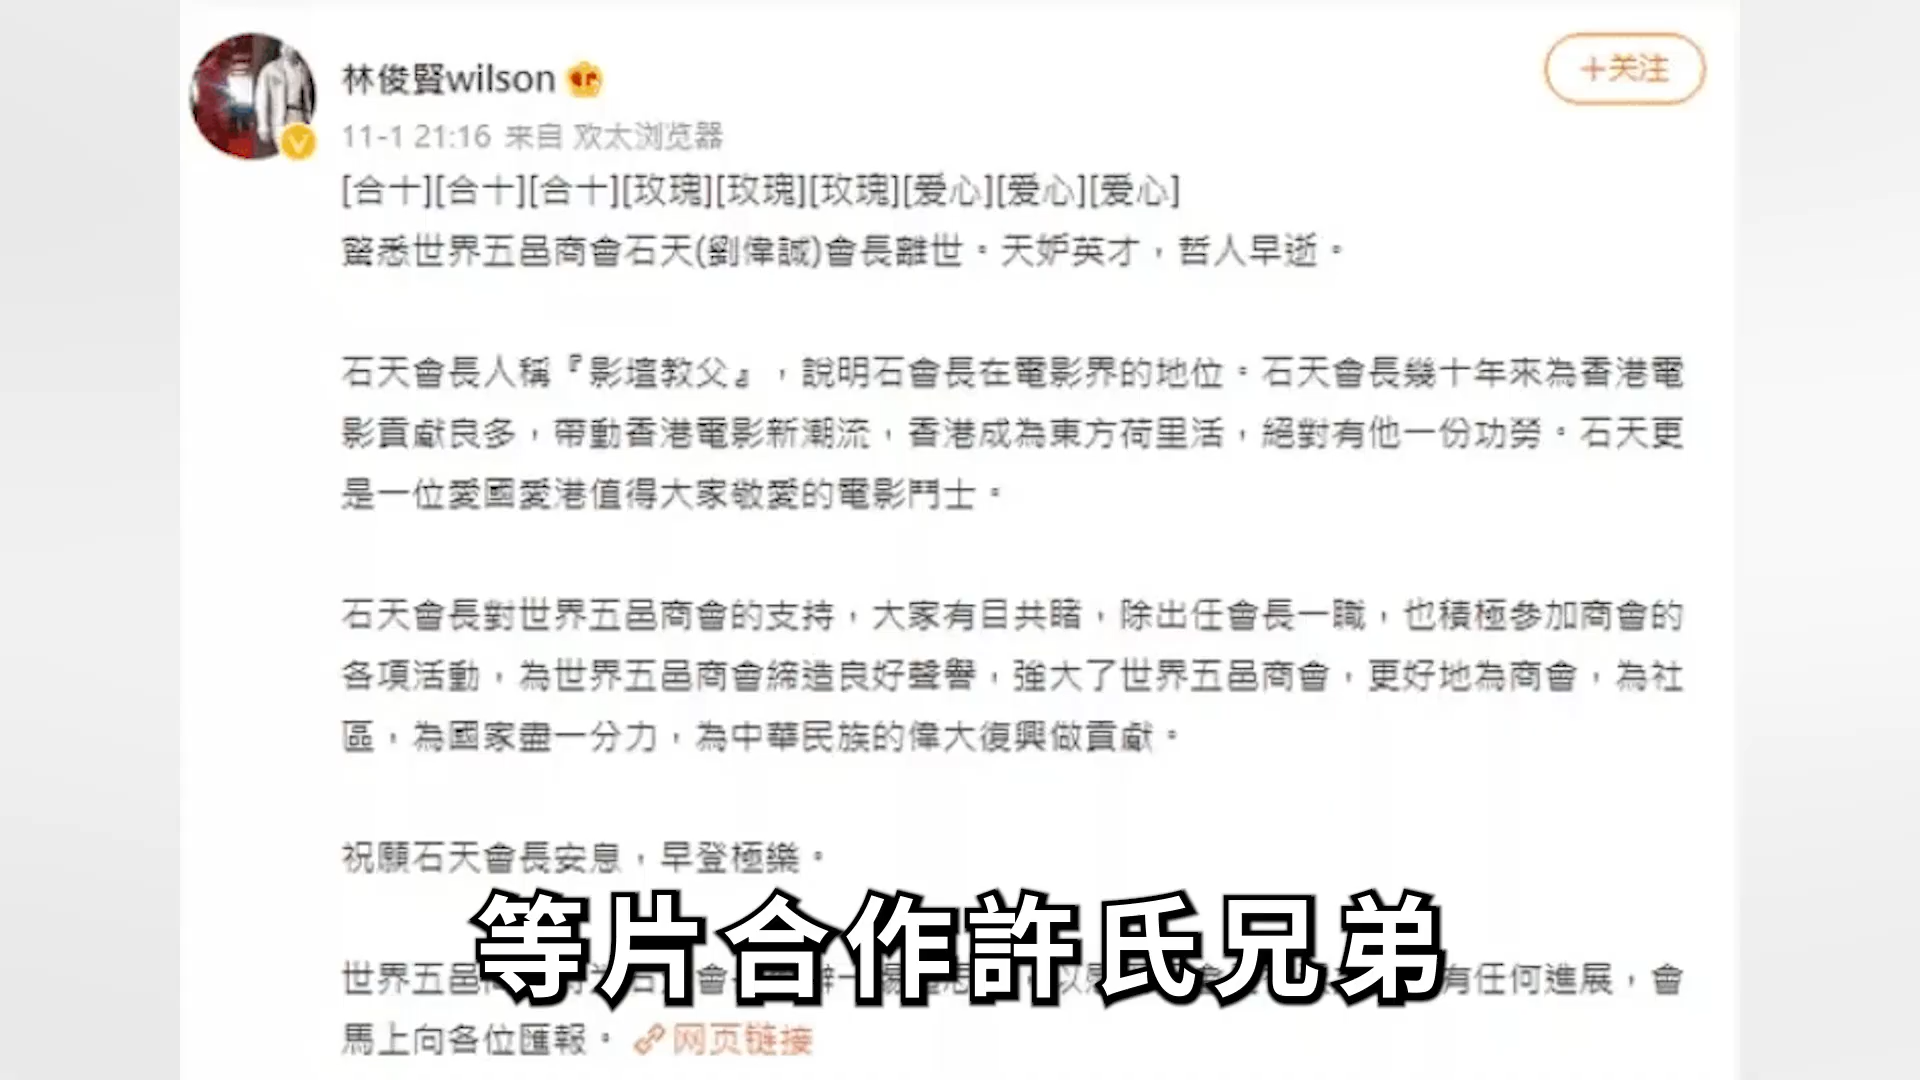 林俊賢wilson
+关注
11-1 21:16 来自 欢太浏览器
[合十][合十][合十][玫瑰][玫瑰][玫瑰][爱心][爱心][爱心]
驚悉世界五邑商會石天(劉偉誠)會長離世。天妒英才，哲人早逝。
石天會長人稱『影壇教父』，說明石會長在電影界的地位。石天會長幾十年來為香港電
影貢獻良多，帶動香港電影新潮流，香港成為東方荷里活，絕對有他一份功勞。石天更
是一位愛國愛港值得大家敬愛的電影鬥士。
石天會長對世界五邑商會的支持，大家有目共睹，除出任會長一職，也積極參加商會的
各項活動，為世界五邑商會締造良好聲譽，強大了世界五邑商會，更好地為商會，為社
區，為國家盡一分力，為中華民族的偉大復興做貢獻。
祝願石天會長安息，早登極樂。
世界五邑 有任何進展，會
馬上向各位匯報。 网页链接
等片合作許氏兄弟